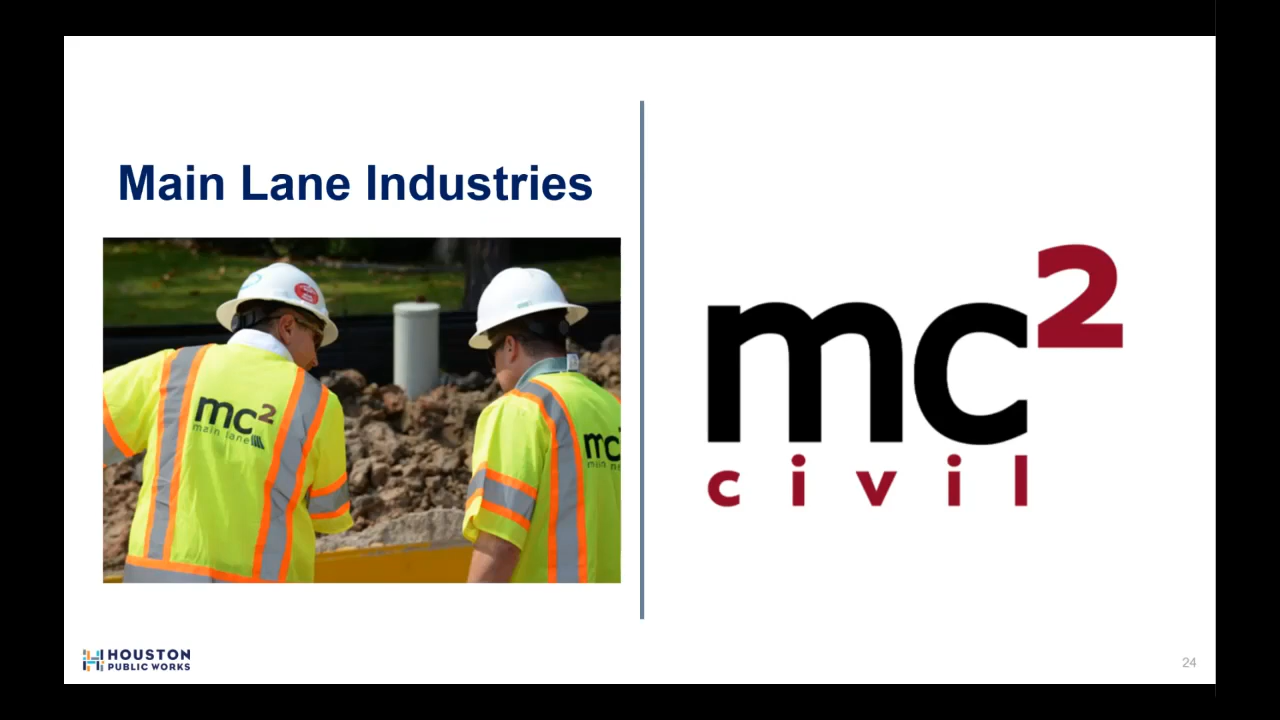 Main Lane Industries
mc2
main lane
mc2
main
mc2
civil
HOUSTON
PUBLIC WORKS
24